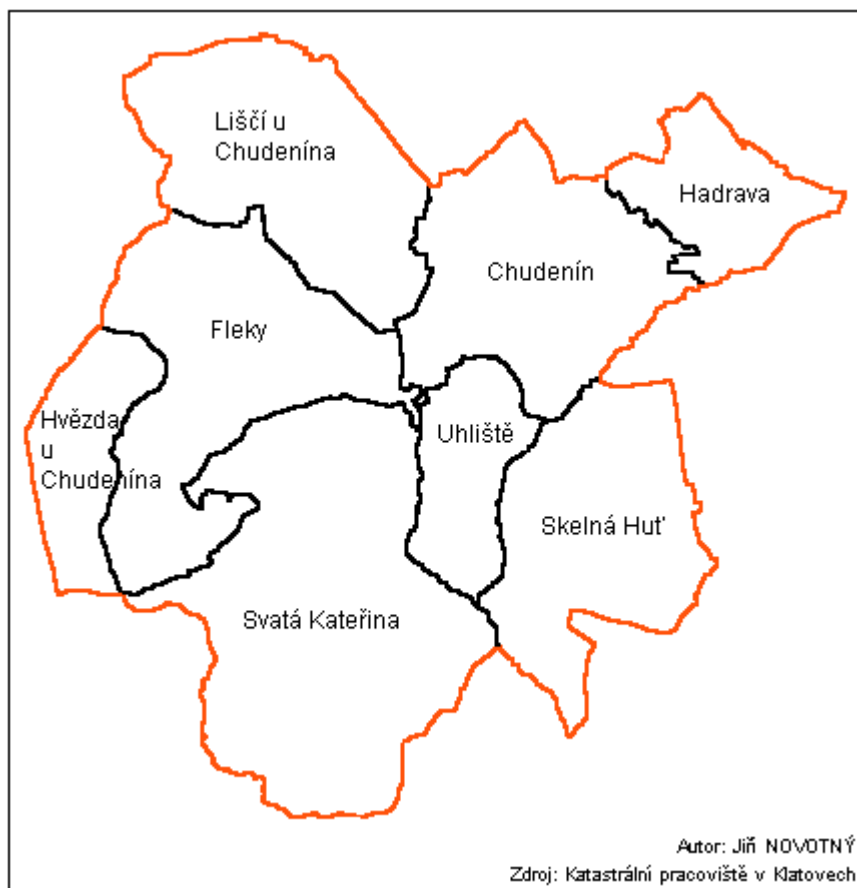 Liščí u
Chudenína
Hadrava
Chudenín
Fleky
Hvězda
u
Chudenína
Uhliště
Skelná Huť
Svatá Kateřina
Autor: Jiří NOVOTNÝ
Zdroj: Katastrální pracoviště v Klatovech